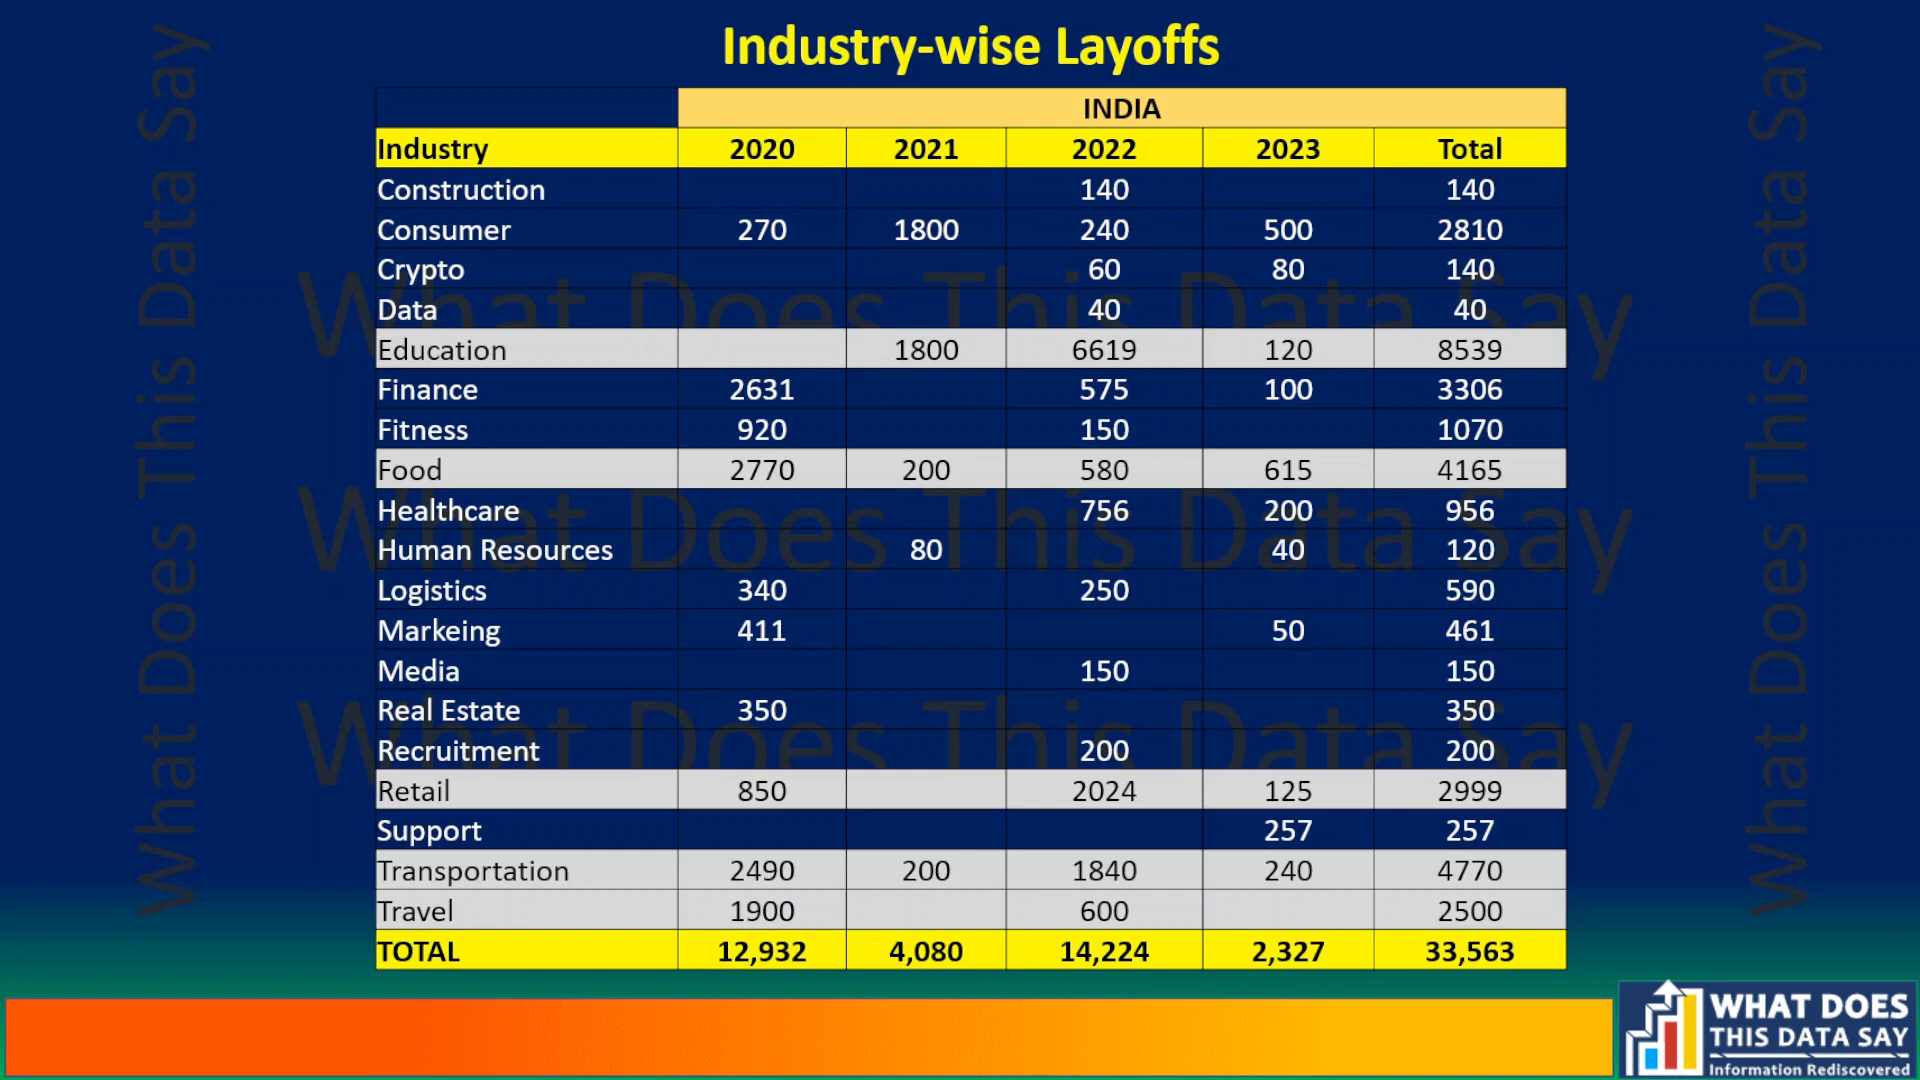 Industry-wise Layoffs
INDIA
Industry 2020 2021 2022 2023 Total
Construction 140 140
Consumer 270 1800 240 500 2810
Crypto 60 80 140
Data 40 40
Education 1800 6619 120 8539
Finance 2631 575 100 3306
Fitness 920 150 1070
Food 2770 200 580 615 4165
Healthcare 756 200 956
Human Resources 80 40 120
Logistics 340 250 590
Markeing 411 50 461
Media 150 150
Real Estate 350 350
Recruitment 200 200
Retail 850 2024 125 2999
Support 257 257
Transportation 2490 200 1840 240 4770
Travel 1900 600 2500
TOTAL 12,932 4,080 14,224 2,327 33,563
What Does This Data Say
What Does This Data Say
What Does This Data Say
What Does This Data Say
What Does This Data Say
WHAT DOES
THIS DATA SAY
Information Rediscovered